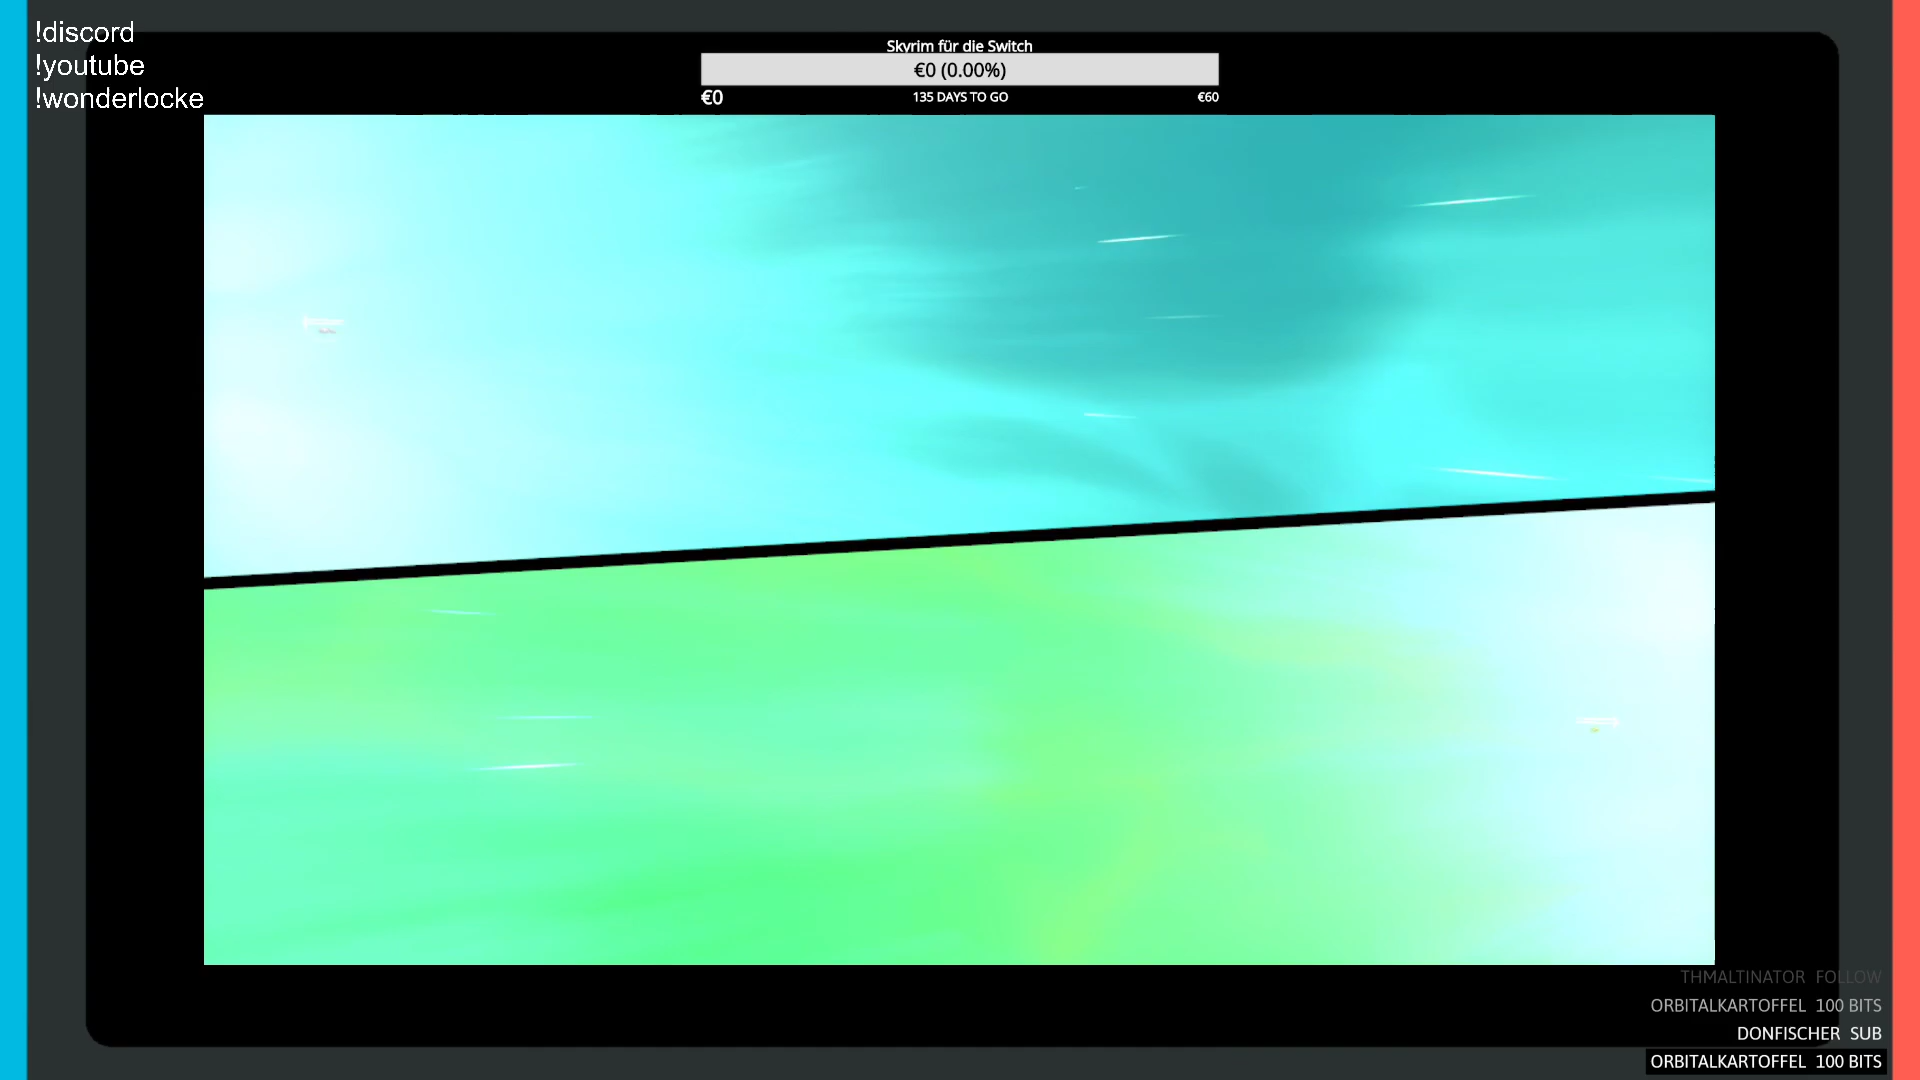 !discord
!youtube
!wonderlocke
Skyrim für die Switch
€0 (0.00%)
€0 135 DAYS TO GO €60
THMALTINATOR FOLLOW
ORBITALKARTOFFEL 100 BITS
DONFISCHER SUB
ORBITALKARTOFFEL 100 BITS